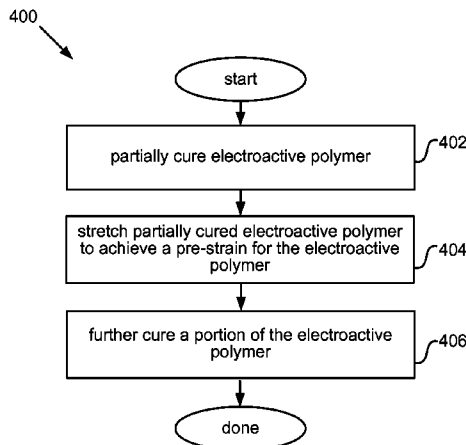 400
start
partially cure electroactive polymer
402
stretch partially cured electroactive polymer
to achieve a pre-strain for the electroactive
polymer
404
further cure a portion of the electroactive
polymer
406
done